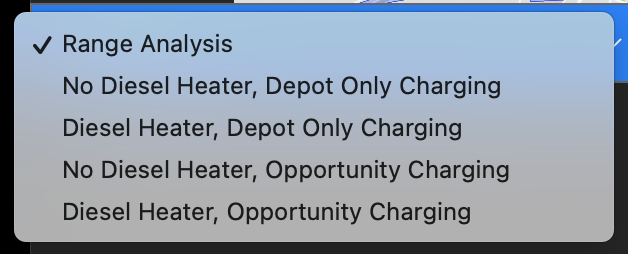 Range Analysis
No Diesel Heater, Depot Only Charging
Diesel Heater, Depot Only Charging
No Diesel Heater, Opportunity Charging
Diesel Heater, Opportunity Charging